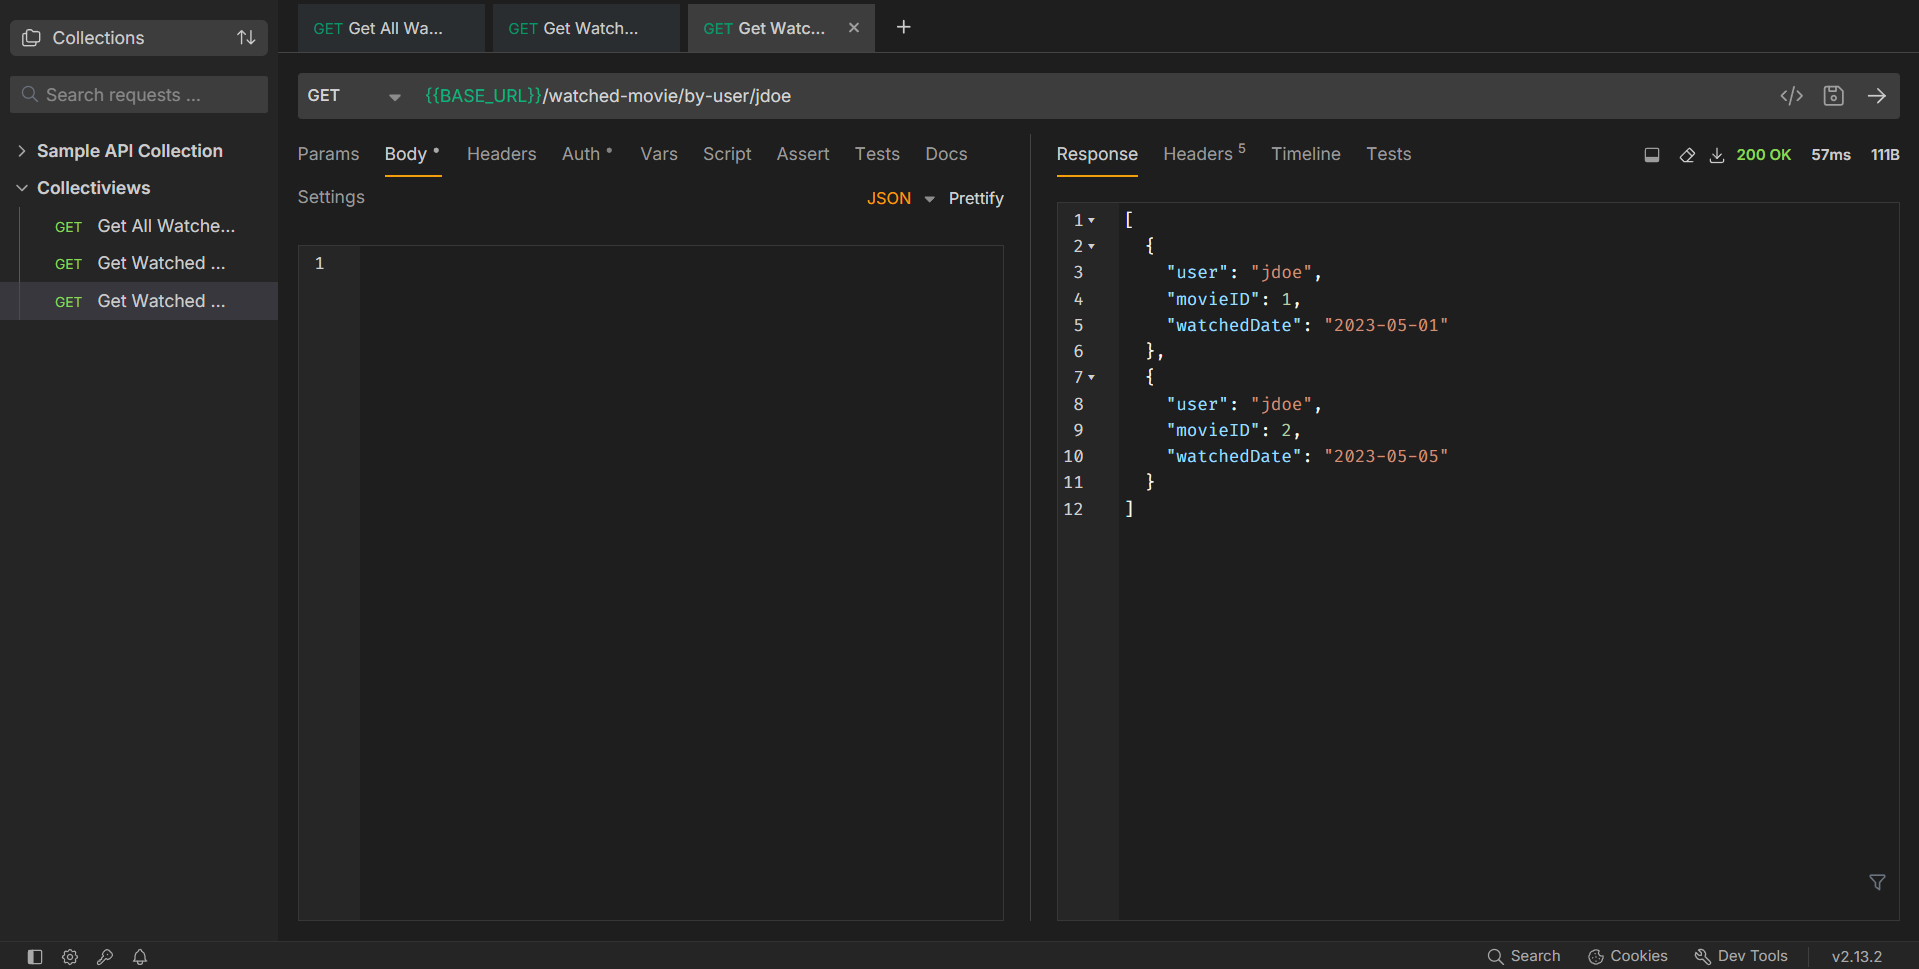 Collections
Search requests ...
Sample API Collection
Collectiviews
GET Get All Watche...
GET Get Watched ...
GET Get Watched ...
GET Get All Wa... GET Get Watch... GET Get Watc... × +
GET {{BASE_URL}}/watched-movie/by-user/jdoe </>
Params Body • Headers Auth • Vars Script Assert Tests Docs
Settings JSON Prettify
1
Response Headers 5 Timeline Tests 200 OK 57ms 111B
1 [
2 {
3 "user": "jdoe",
4 "movieID": 1,
5 "watchedDate": "2023-05-01"
6 },
7 {
8 "user": "jdoe",
9 "movieID": 2,
10 "watchedDate": "2023-05-05"
11 }
12 ]
Search Cookies Dev Tools v2.13.2